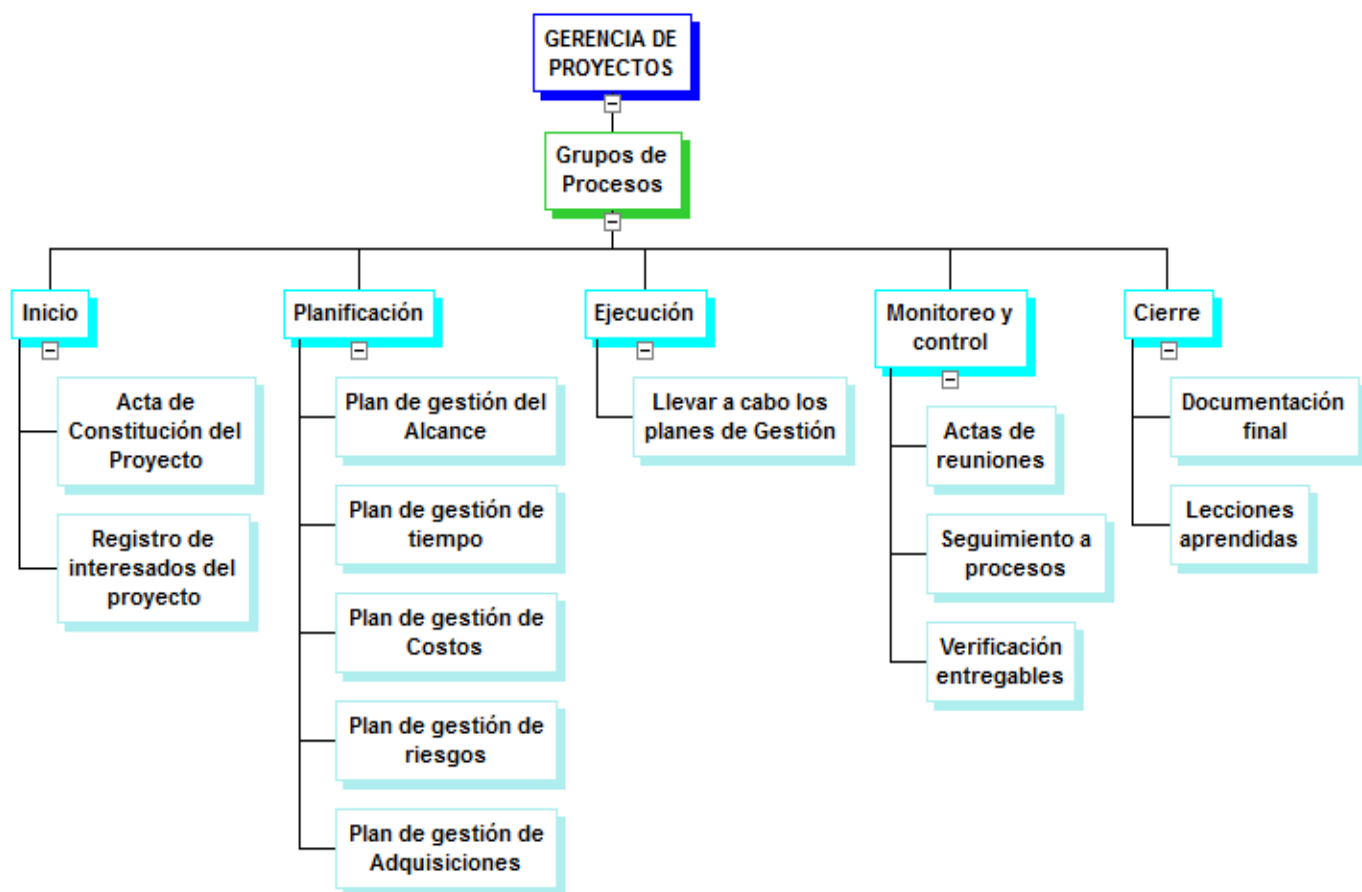 GERENCIA DE
PROYECTOS
Grupos de
Procesos
Inicio
Acta de
Constitución del
Proyecto
Registro de
interesados del
proyecto
Planificación
Plan de gestión del
Alcance
Plan de gestión de
tiempo
Plan de gestión de
Costos
Plan de gestión de
riesgos
Plan de gestión de
Adquisiciones
Ejecución
Llevar a cabo los
planes de Gestión
Monitoreo y
control
Actas de
reuniones
Seguimiento a
procesos
Verificación
entregables
Cierre
Documentación
final
Lecciones
aprendidas